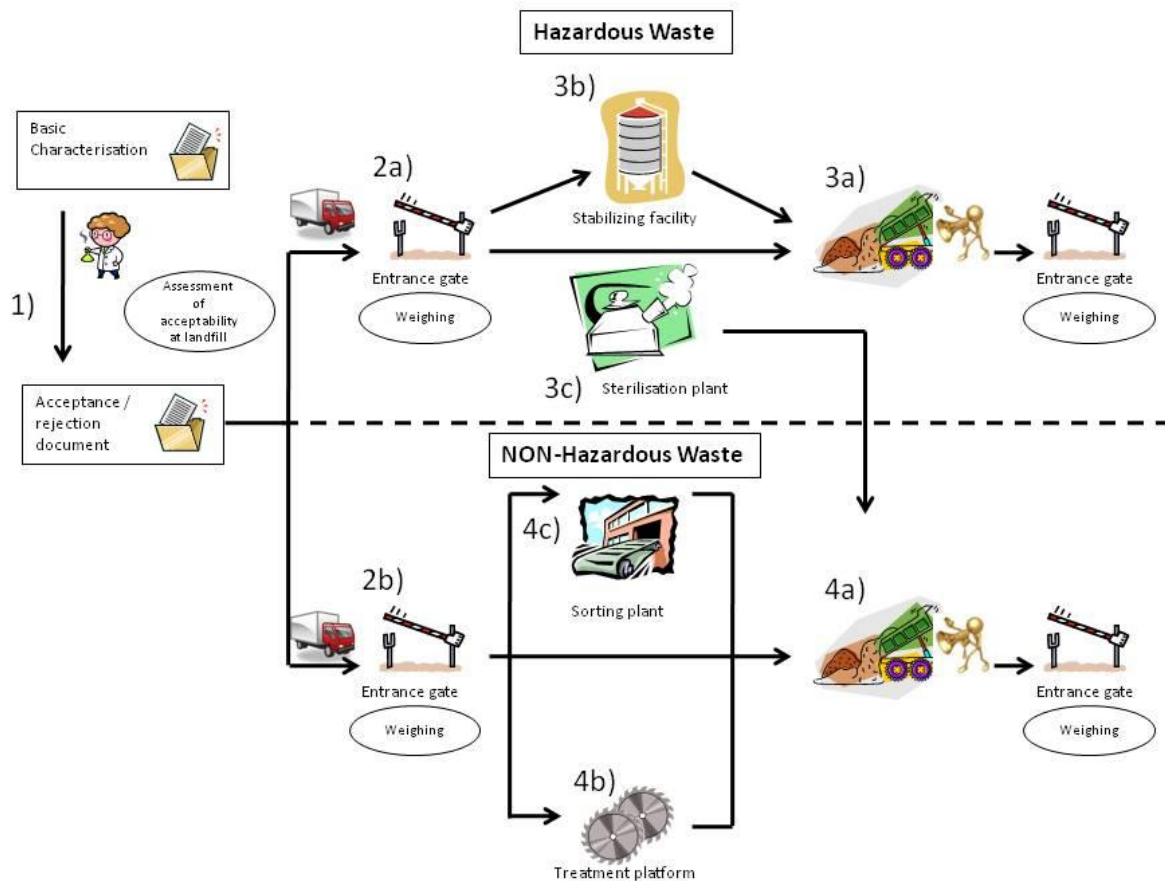 Hazardous Waste
3b)
Basic
Characterisation
2a)
3a)
Stabilizing facility
1)
Assessment
of
acceptability
at landfill
Entrance gate
Weighing
Entrance gate
Weighing
3c)
Sterilisation plant
Acceptance /
rejection
document
NON-Hazardous Waste
4c)
2b)
4a)
Sorting plant
Entrance gate
Weighing
Entrance gate
Weighing
4b)
Treatment platform